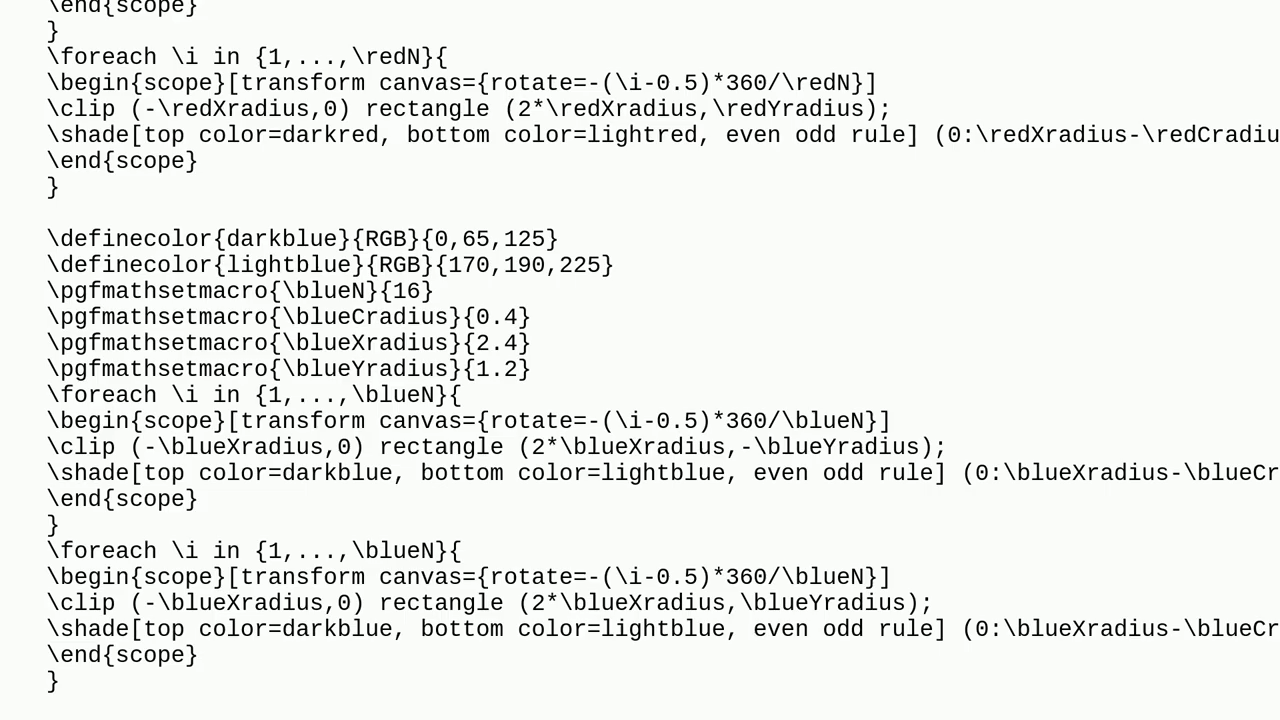 \end{scope}
}
\foreach \i in {1,...,\redN}{
\begin{scope}[transform canvas={rotate=-(\i-0.5)*360/\redN}]
\clip (-\redXradius,0) rectangle (2*\redXradius,\redYradius);
\shade[top color=darkred, bottom color=lightred, even odd rule] (0:\redXradius-\redCradiu
\end{scope}
}
\definecolor{darkblue}{RGB}{0,65,125}
\definecolor{lightblue}{RGB}{170,190,225}
\pgfmathsetmacro{\blueN}{16}
\pgfmathsetmacro{\blueCradius}{0.4}
\pgfmathsetmacro{\blueXradius}{2.4}
\pgfmathsetmacro{\blueYradius}{1.2}
\foreach \i in {1,...,\blueN}{
\begin{scope}[transform canvas={rotate=-(\i-0.5)*360/\blueN}]
\clip (-\blueXradius,0) rectangle (2*\blueXradius,-\blueYradius);
\shade[top color=darkblue, bottom color=lightblue, even odd rule] (0:\blueXradius-\blueCr
\end{scope}
}
\foreach \i in {1,...,\blueN}{
\begin{scope}[transform canvas={rotate=-(\i-0.5)*360/\blueN}]
\clip (-\blueXradius,0) rectangle (2*\blueXradius,\blueYradius);
\shade[top color=darkblue, bottom color=lightblue, even odd rule] (0:\blueXradius-\blueCr
\end{scope}
}